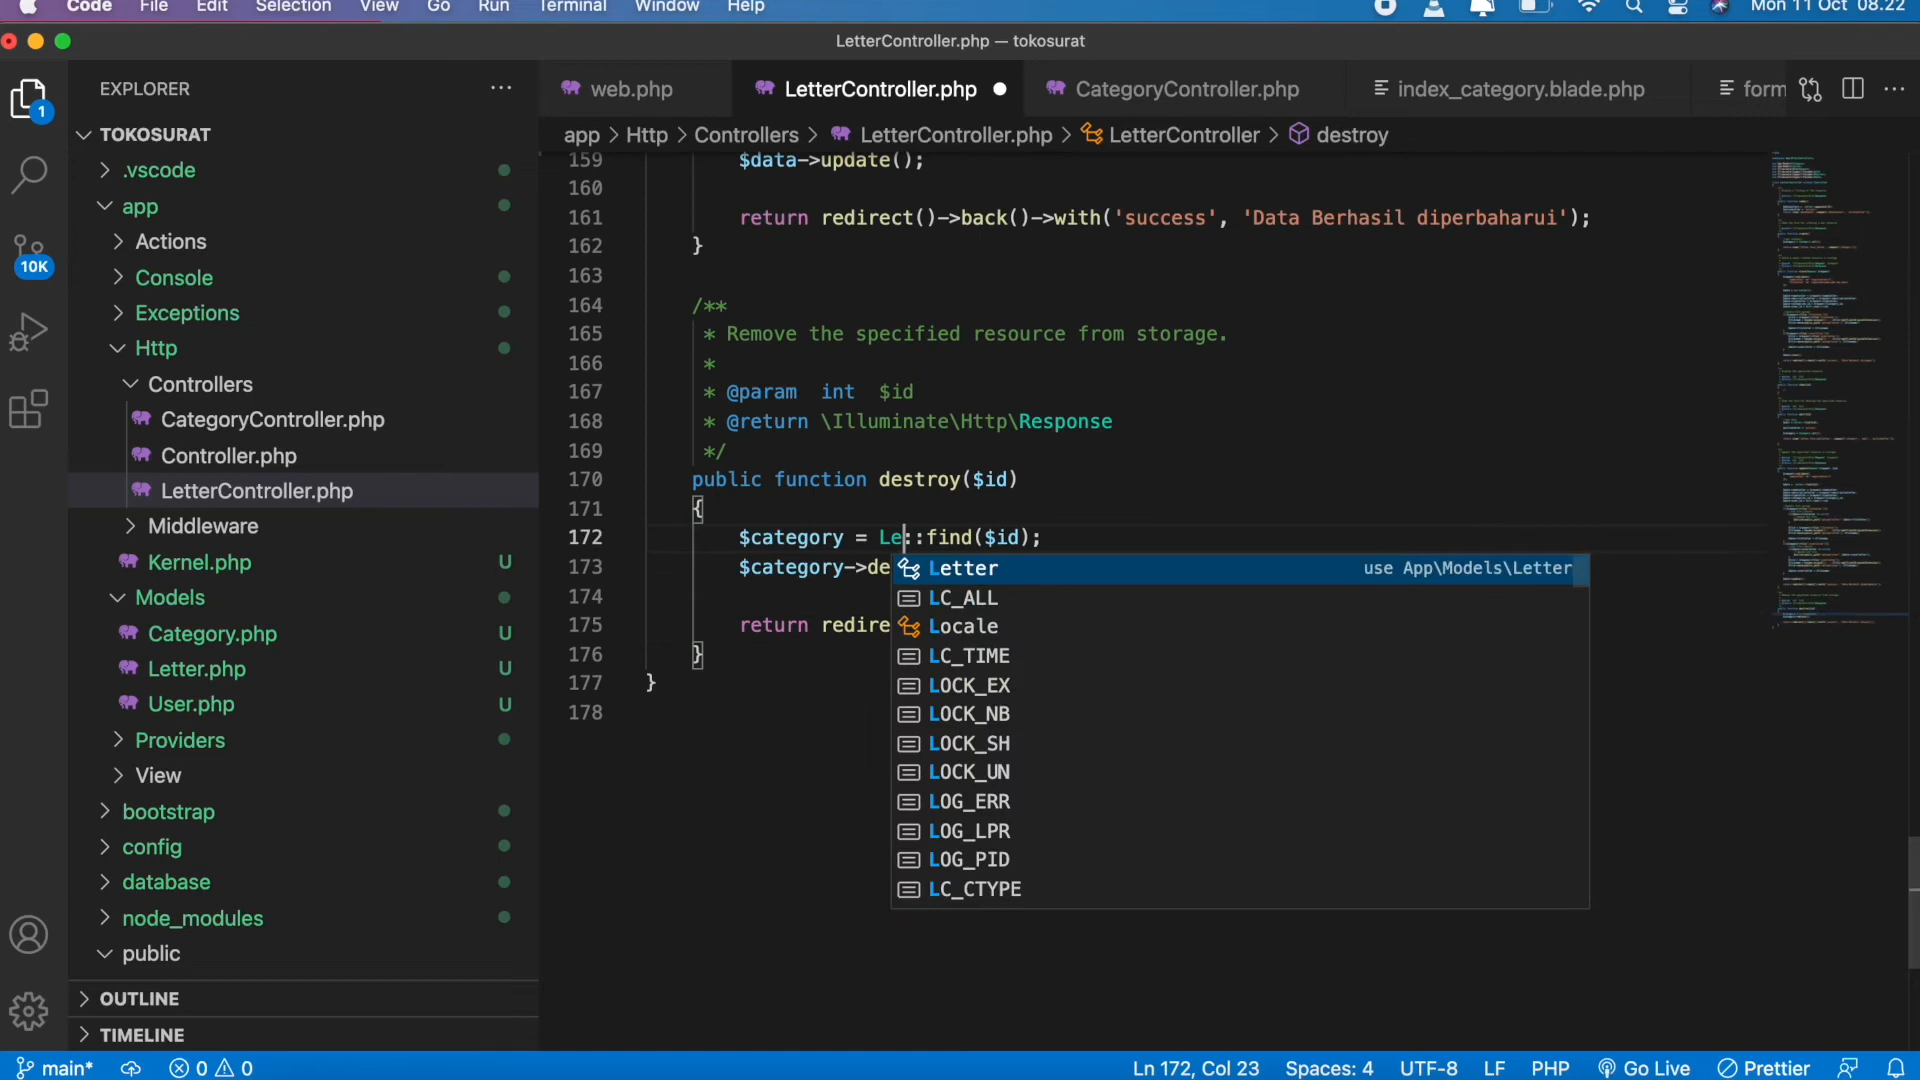 Code File Edit Selection View Go Run Terminal Window Help Mon 11 Oct 08.22
LetterController.php — tokosurat
EXPLORER
web.php LetterController.php CategoryController.php index_category.blade.php form
TOKOSURAT
app > Http > Controllers > LetterController.php > LetterController > destroy
.vscode
app
Actions
Console
Exceptions
Http
Controllers
CategoryController.php
Controller.php
LetterController.php
Middleware
Kernel.php U
Models
Category.php U
Letter.php U
User.php U
Providers
View
bootstrap
config
database
node_modules
public
OUTLINE
TIMELINE
1
10K
159 $data->update();
160
161 return redirect()->back()->with('success', 'Data Berhasil diperbaharui');
162 }
163
164 /**
165 * Remove the specified resource from storage.
166 *
167 * @param  int  $id
168 * @return \Illuminate\Http\Response
169 */
170 public function destroy($id)
171 {
172 $category = Le::find($id);
173 $category->de
174
175 return redire
176 }
177 }
178
Letter use App\Models\Letter
LC_ALL
Locale
LC_TIME
LOCK_EX
LOCK_NB
LOCK_SH
LOCK_UN
LOG_ERR
LOG_LPR
LOG_PID
LC_CTYPE
main* 0 0 Ln 172, Col 23 Spaces: 4 UTF-8 LF PHP Go Live Prettier